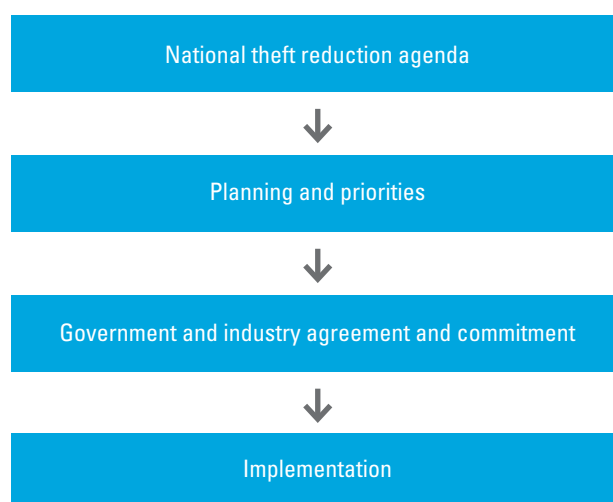 National theft reduction agenda
Planning and priorities
Government and industry agreement and commitment
Implementation